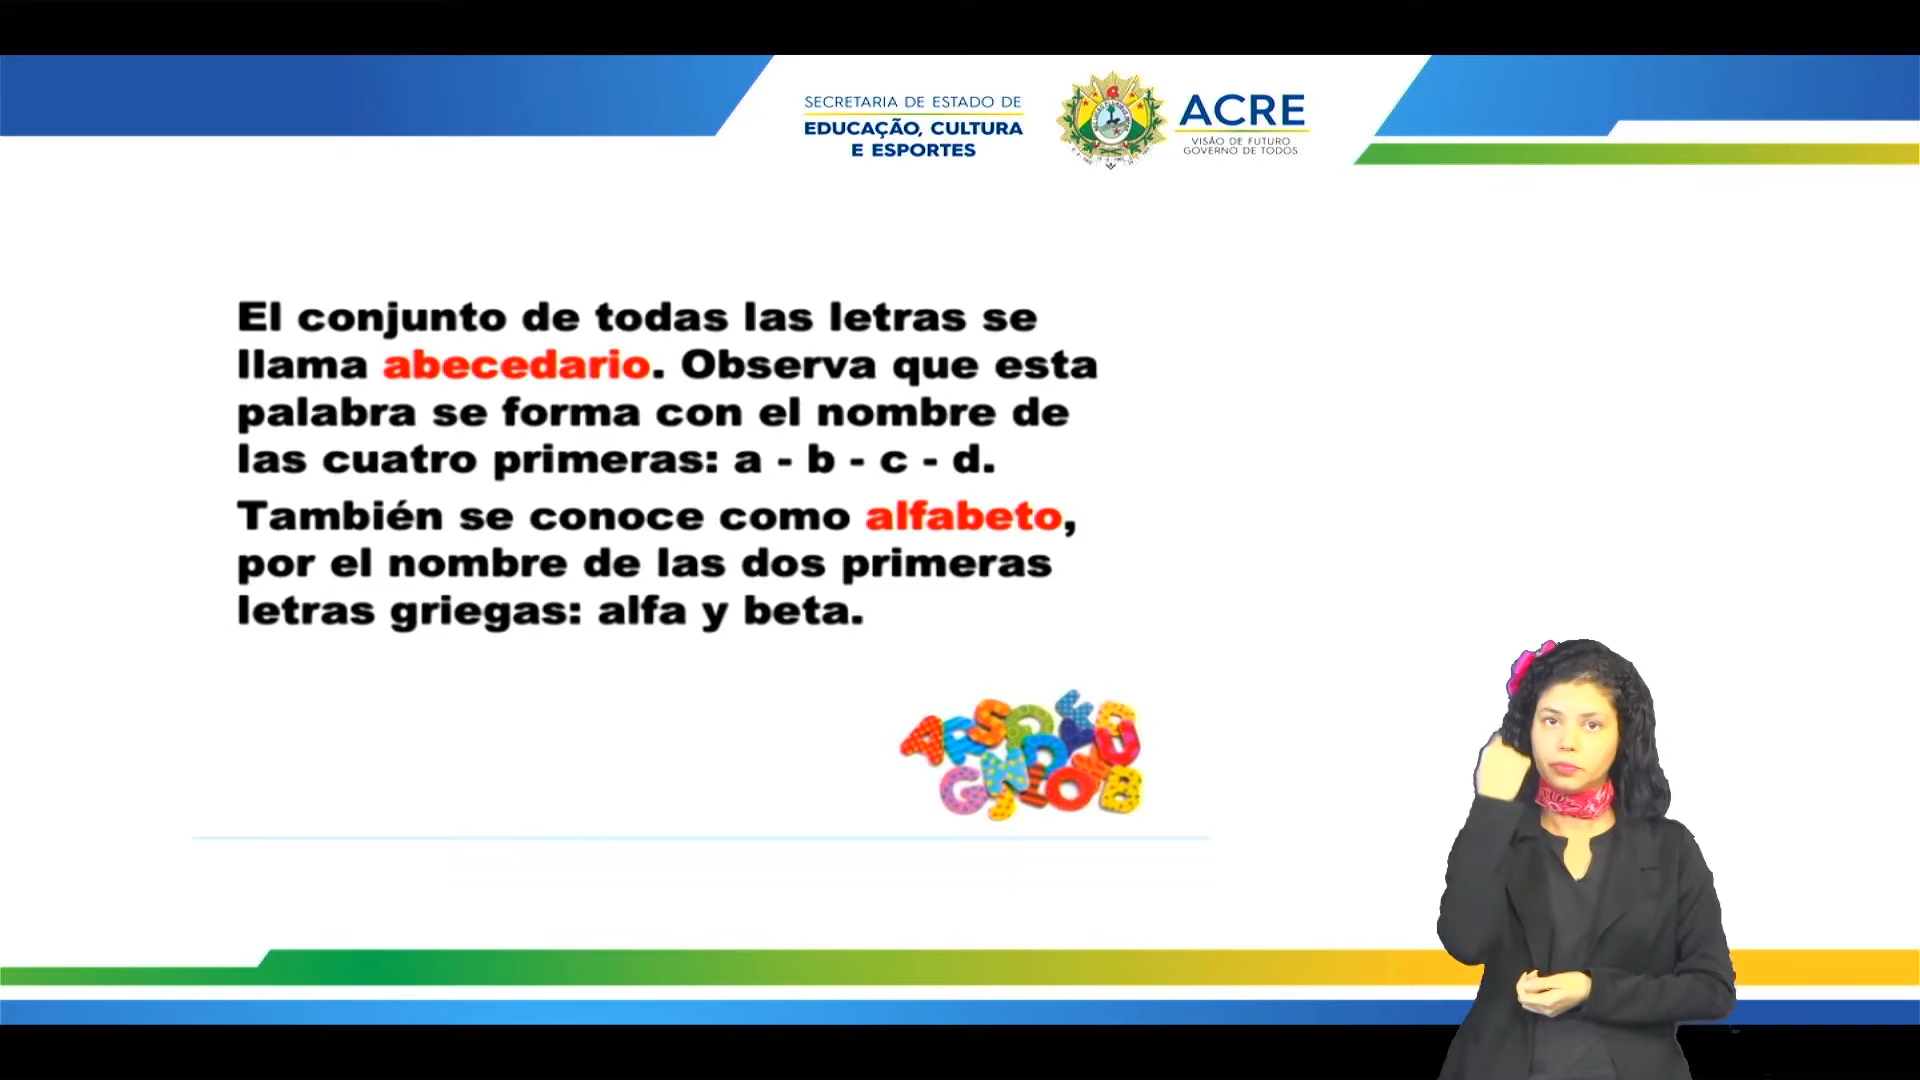 SECRETARIA DE ESTADO DE
EDUCAÇÃO, CULTURA
E ESPORTES
ACRE
VISÃO DE FUTURO
GOVERNO DE TODOS
El conjunto de todas las letras se
llama abecedario. Observa que esta
palabra se forma con el nombre de
las cuatro primeras: a - b - c - d.
También se conoce como alfabeto,
por el nombre de las dos primeras
letras griegas: alfa y beta.